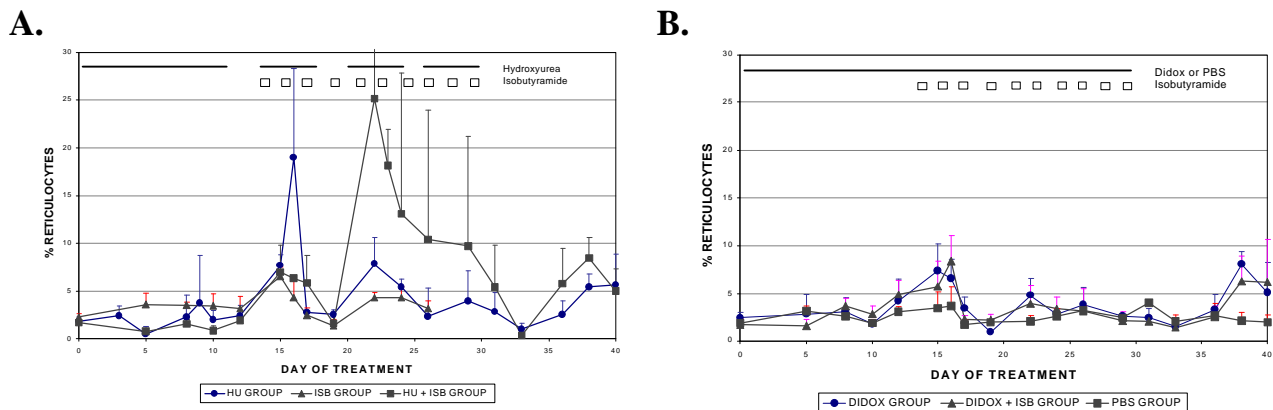 A.
30
25
20
15
10
5
0
% RETICULOCYTES
Hydroxyurea
Isobutyramide
0 5 10 15 20 25 30 35 40
DAY OF TREATMENT
HU GROUP ISB GROUP HU + ISB GROUP
B.
30
25
20
15
10
5
0
% RETICULOCYTES
Didox or PBS
Isobutyramide
0 5 10 15 20 25 30 35 40
DAY OF TREATMENT
DIDOX GROUP DIDOX + ISB GROUP PBS GROUP